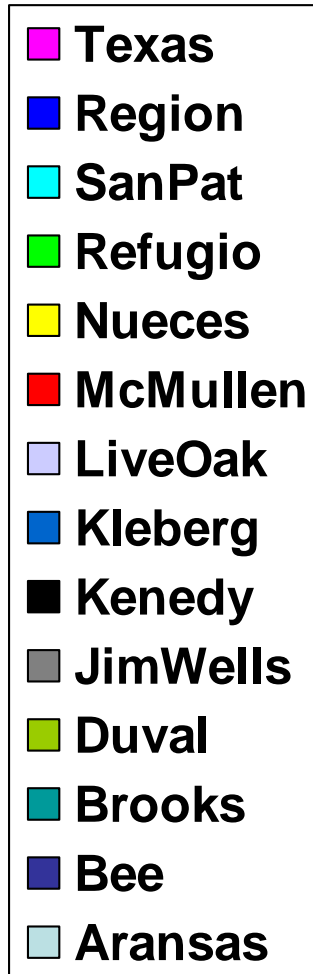 Texas
Region
SanPat
Refugio
Nueces
McMullen
LiveOak
Kleberg
Kenedy
JimWells
Duval
Brooks
Bee
Aransas